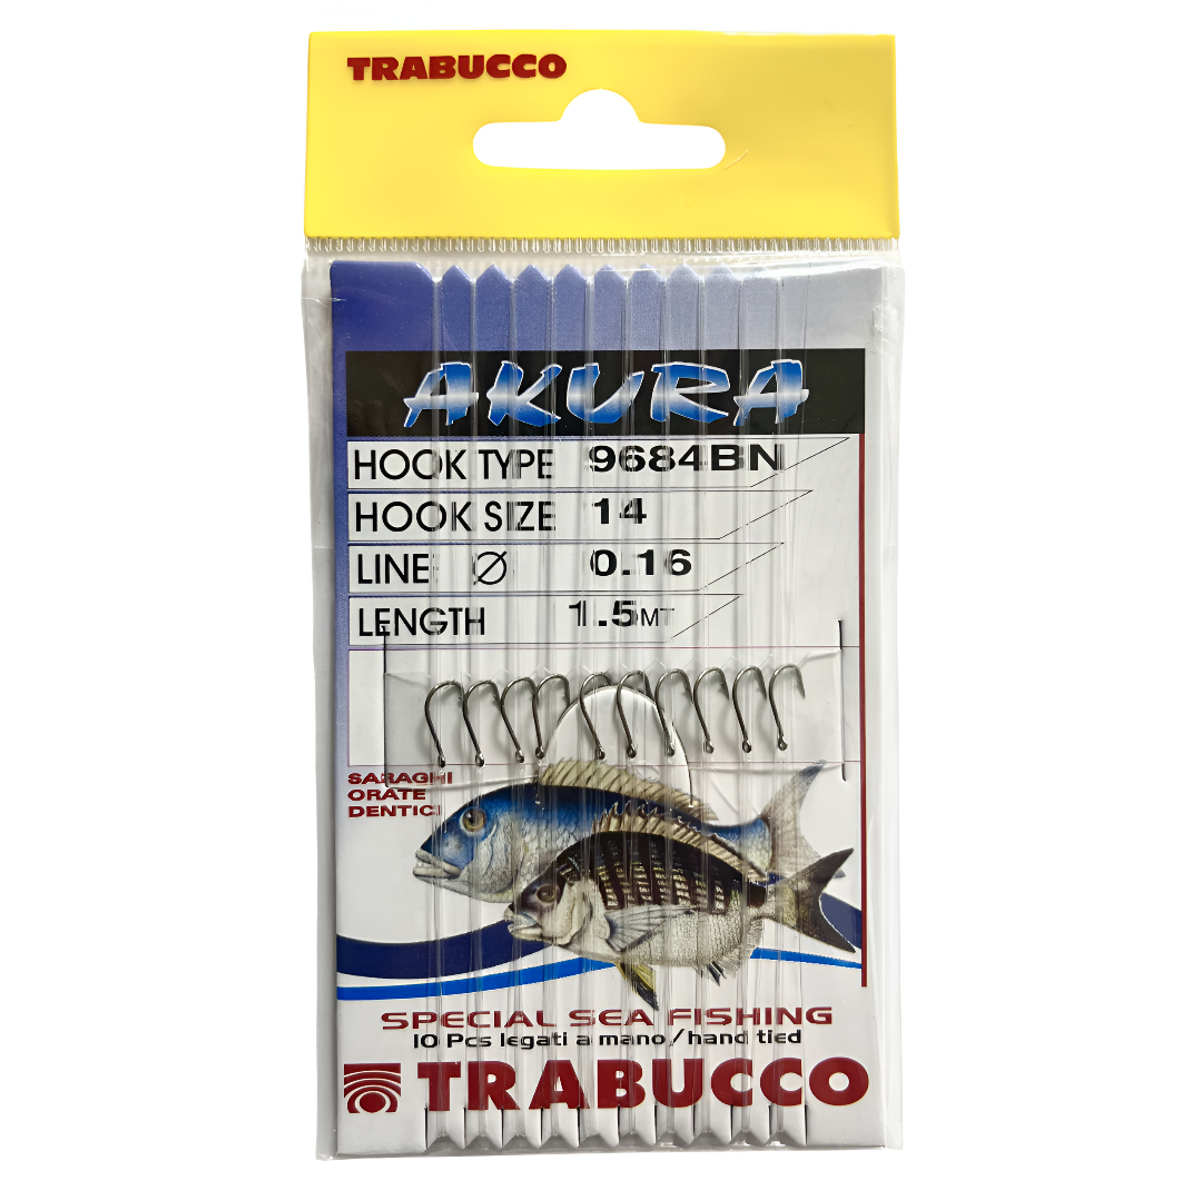 TRABUCCO
AKURA
HOOK TYPE 9684BN
HOOK SIZE 14
LINE Ø 0.16
LENGTH 1.5MT
SARAGHI
ORATE
DENTICI
SPECIAL SEA FISHING
10 Pcs legati a mano/hand tied
TRABUCCO